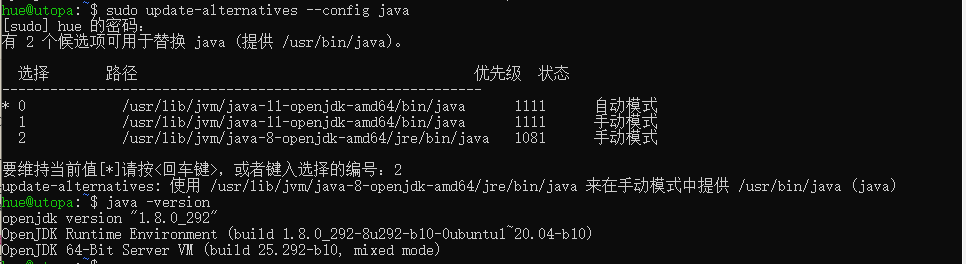 hue@utopa:~$ sudo update-alternatives --config java
[sudo] hue 的密码：
有 2 个候选项可用于替换 java (提供 /usr/bin/java)。
选择 路径 优先级 状态
------------------------------------------------------------
* 0 /usr/lib/jvm/java-11-openjdk-amd64/bin/java 1111 自动模式
1 /usr/lib/jvm/java-11-openjdk-amd64/bin/java 1111 手动模式
2 /usr/lib/jvm/java-8-openjdk-amd64/jre/bin/java 1081 手动模式
要维持当前值[*]请按<回车键>，或者键入选择的编号：2
update-alternatives: 使用 /usr/lib/jvm/java-8-openjdk-amd64/jre/bin/java 来在手动模式中提供 /usr/bin/java (java)
hue@utopa:~$ java -version
openjdk version "1.8.0_292"
OpenJDK Runtime Environment (build 1.8.0_292-8u292-b10-0ubuntu1~20.04-b10)
OpenJDK 64-Bit Server VM (build 25.292-b10, mixed mode)
hue@utopa:~$